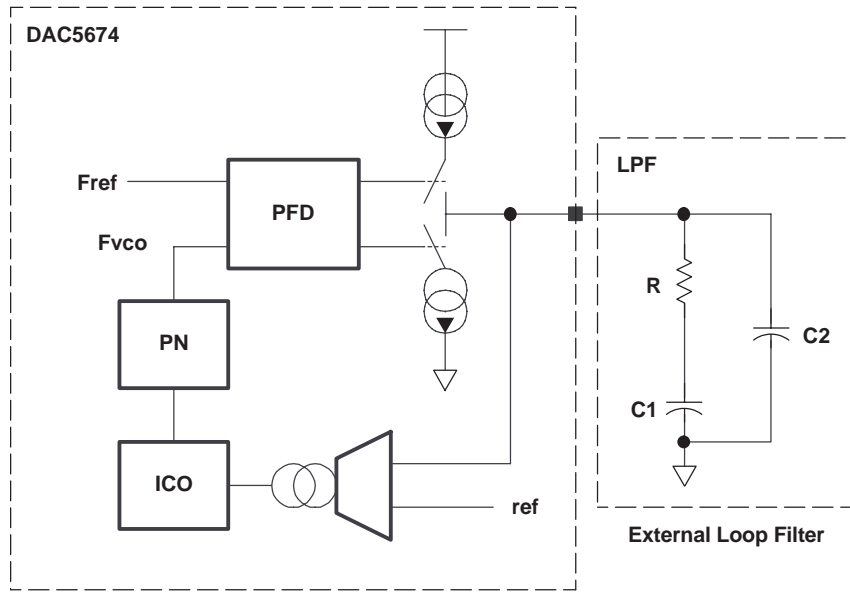 DAC5674
LPF
Fref
PFD
Fvco
R
PN
C2
C1
ICO
ref
External Loop Filter